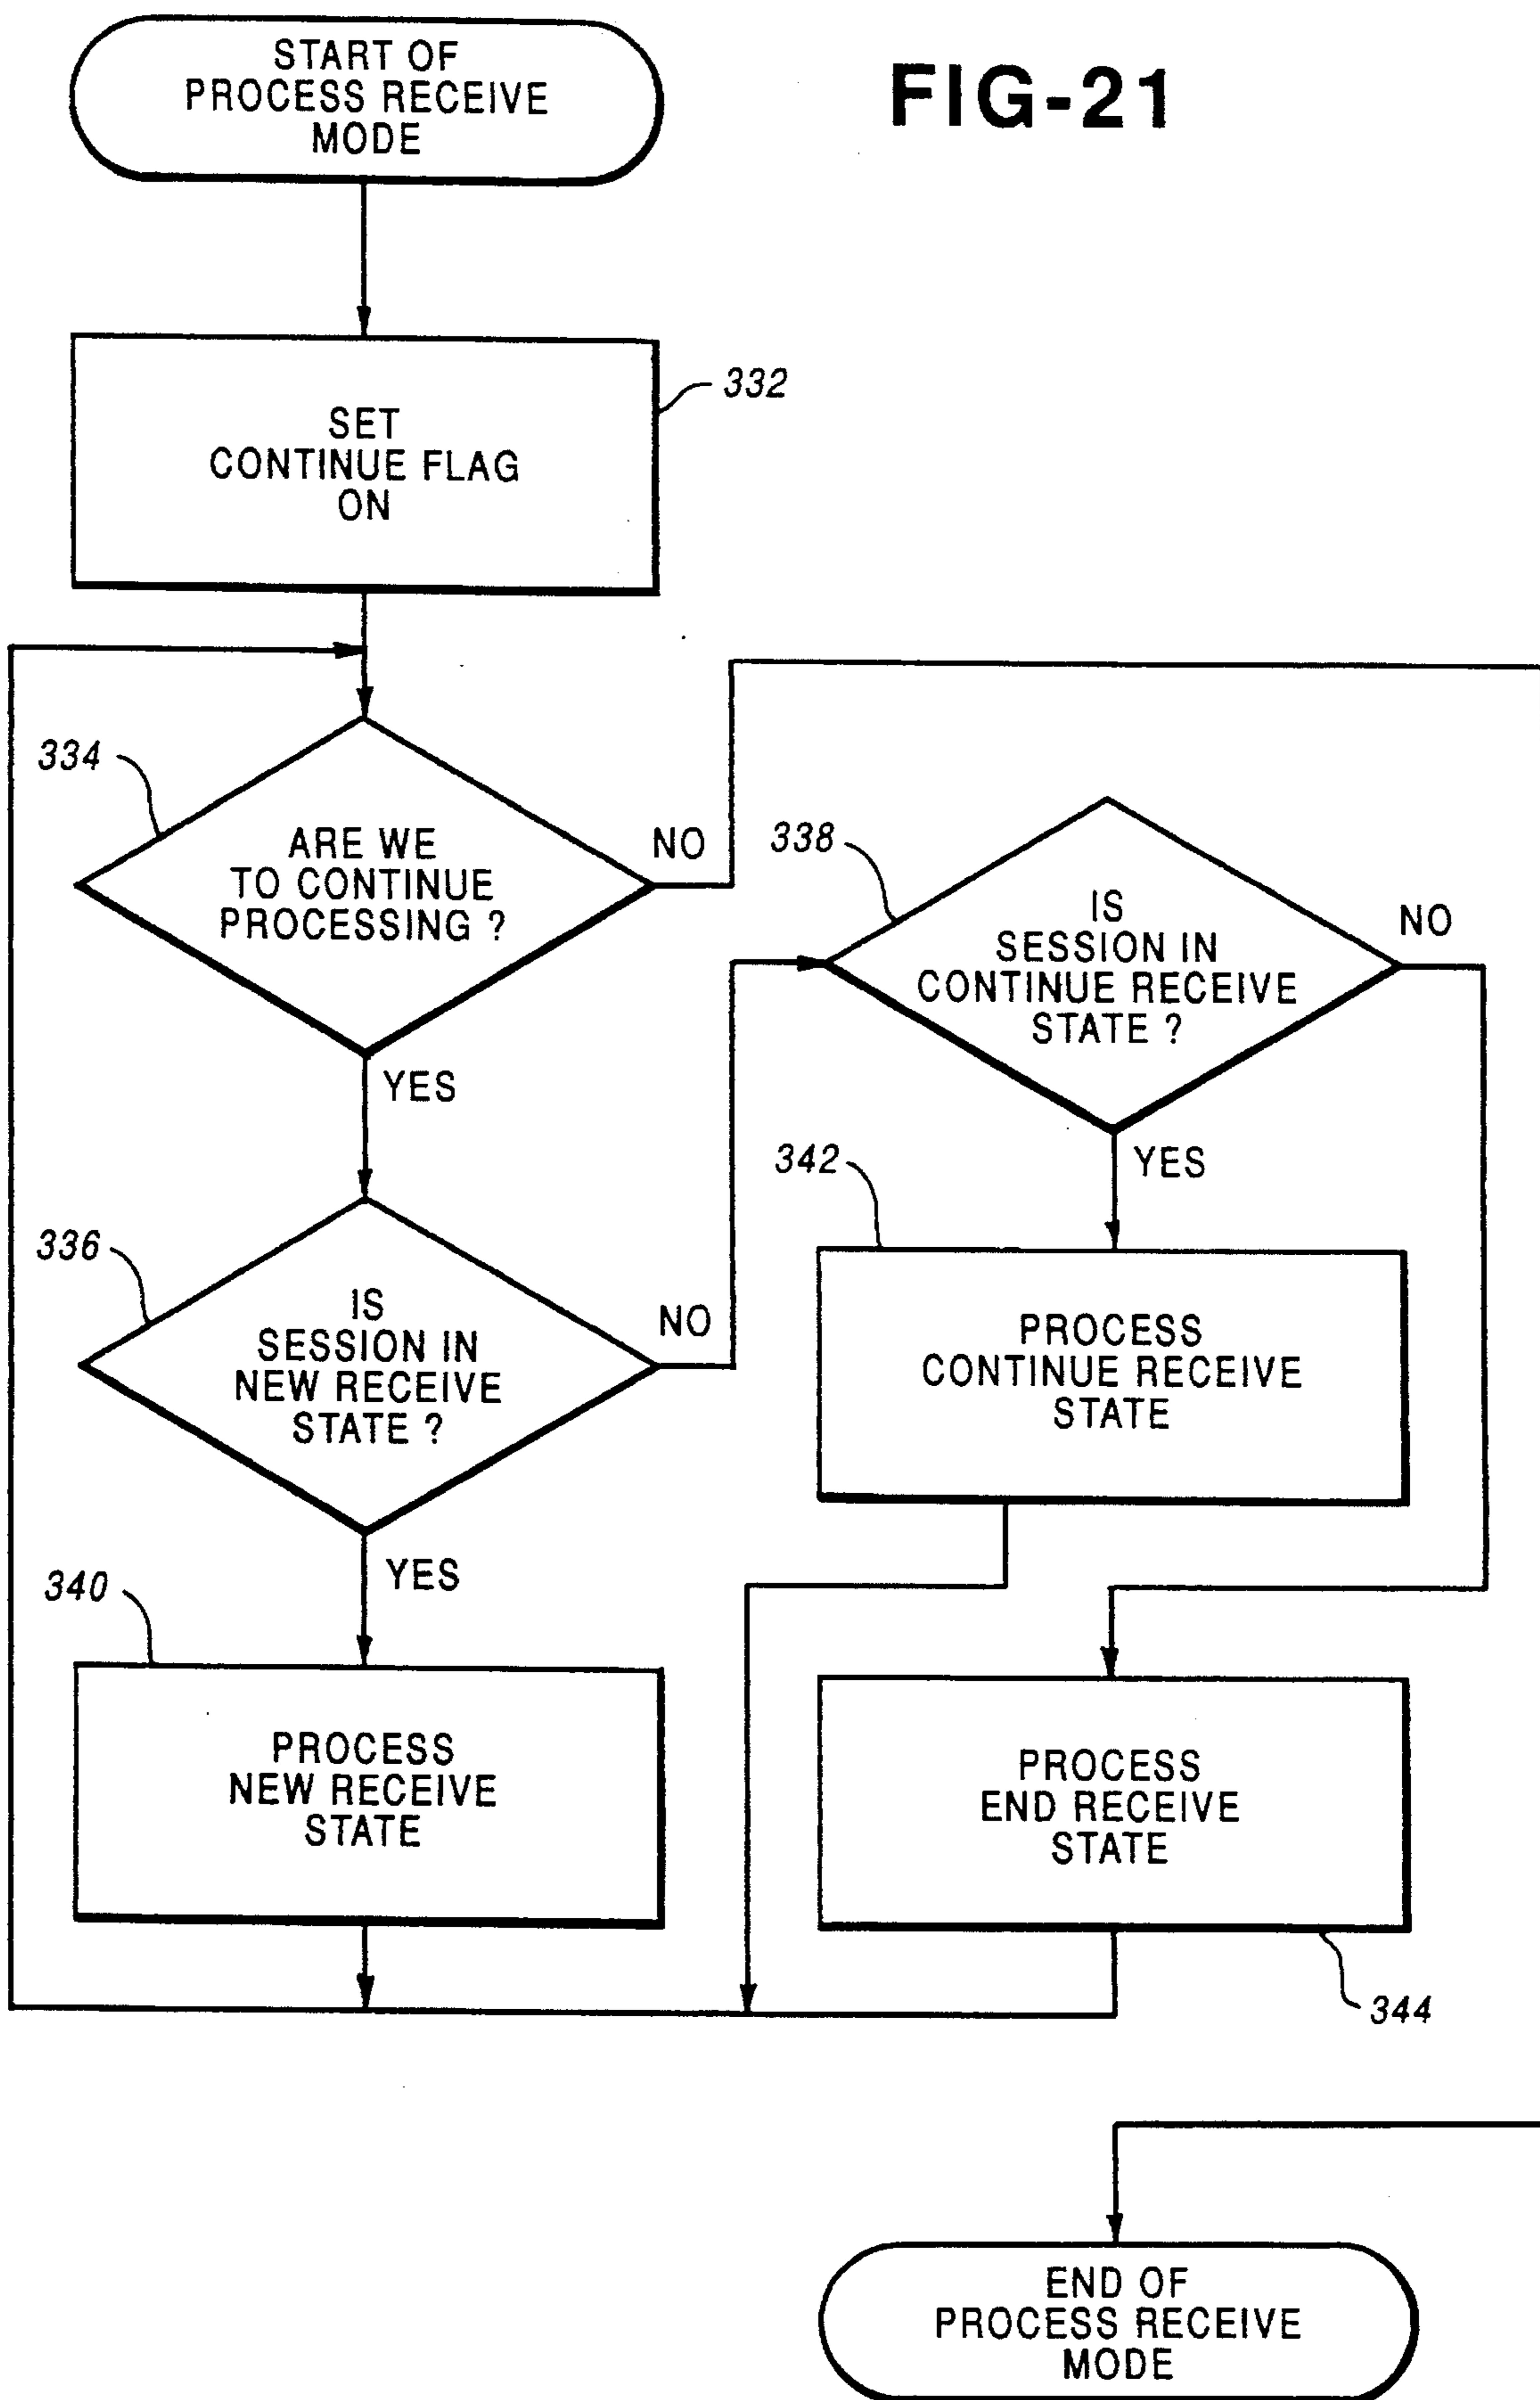 START OF
PROCESS RECEIVE
MODE
FIG-21
332
SET
CONTINUE FLAG
ON
334
ARE WE
TO CONTINUE
PROCESSING ?
NO
YES
338
IS
SESSION IN
CONTINUE RECEIVE
STATE ?
NO
YES
336
IS
SESSION IN
NEW RECEIVE
STATE ?
NO
YES
342
PROCESS
CONTINUE RECEIVE
STATE
340
PROCESS
NEW RECEIVE
STATE
PROCESS
END RECEIVE
STATE
344
END OF
PROCESS RECEIVE
MODE